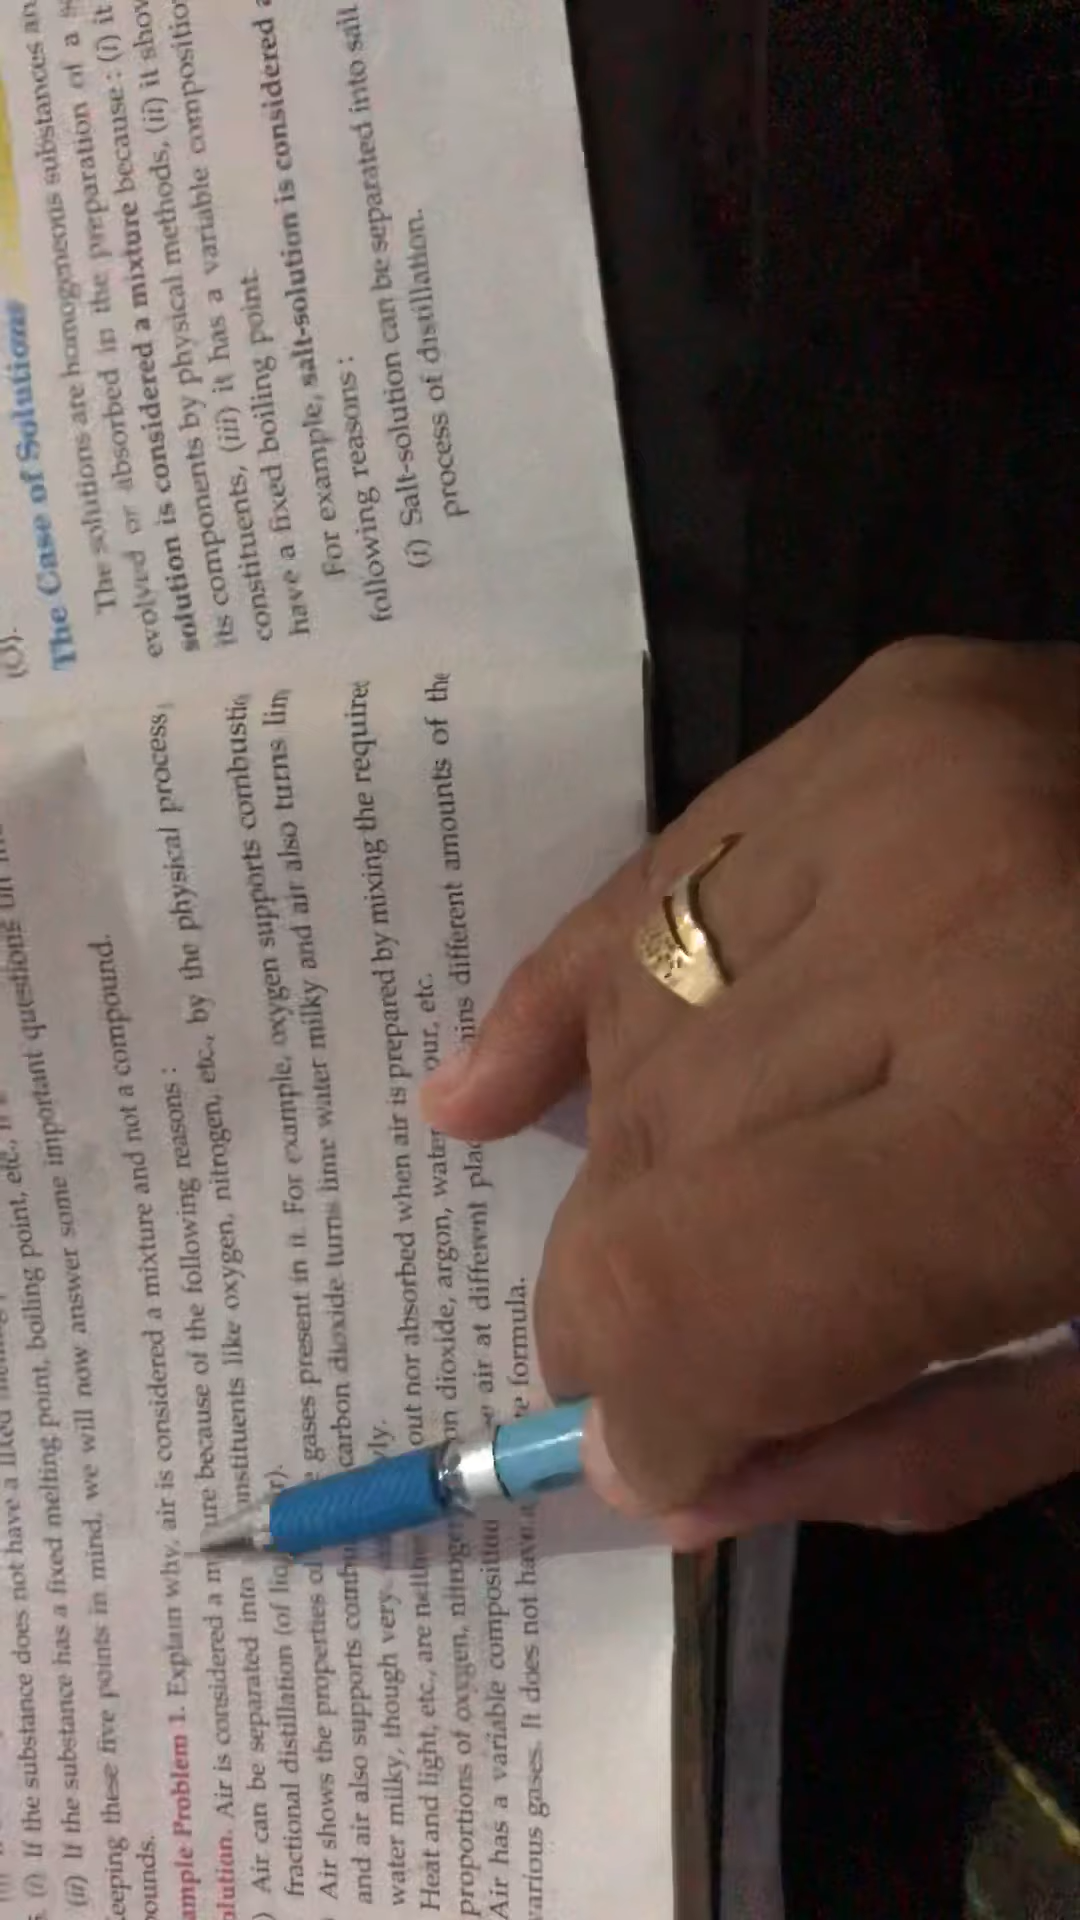 (i) If the substance does not have a
(ii) If the substance has a fixed melting point, boiling point, etc.,
eeping these five points in mind, we will now answer some important questions on
ounds.
ample Problem 1. Explain why, air is considered a mixture and not a compound.
olution. Air is considered a m ure because of the following reasons :
) Air can be separated into onstituents like oxygen, nitrogen, etc., by the physical process
fractional distillation (of liq r).
Air shows the properties of gases present in it. For example, oxygen supports combustio
and air also supports combu carbon dioxide turns lime water milky and air also turns lim
water milky, though very ly.
Heat and light, etc., are neithe out nor absorbed when air is prepared by mixing the require
proportions of oxygen, nitroge on dioxide, argon, water our, etc.
Air has a variable compositio air at different plac ins different amounts of the
various gases. It does not have e formula.
(O).
The Case of Solutions
The solutions are homogeneous substances an
evolved or absorbed in the preparation of a
solution is considered a mixture because : (i) it
its components by physical methods, (ii) it show
constituents, (iii) it has a variable compositio
have a fixed boiling point.
For example, salt-solution is considered a
following reasons :
(i) Salt-solution can be separated into salt
process of distillation.